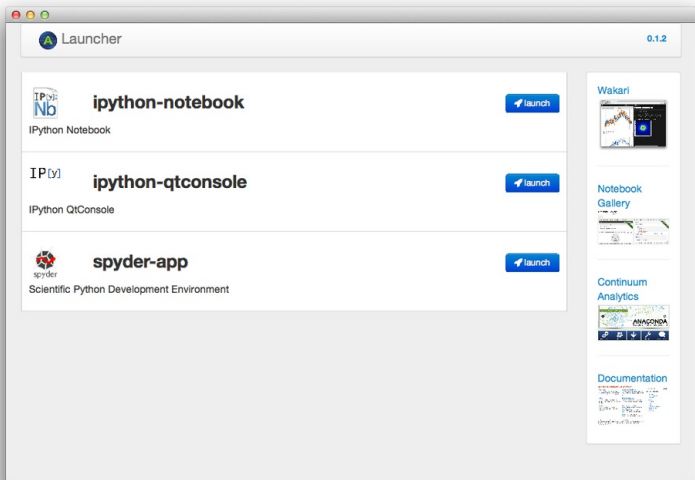 Launcher
0.1.2
IP[y]:
Nb
ipython-notebook
launch
IPython Notebook
IP[y]
ipython-qtconsole
launch
IPython QtConsole
spyder
spyder-app
launch
Scientific Python Development Environment
Wakari
Notebook
Gallery
Continuum
Analytics
ANACONDA
Documentation